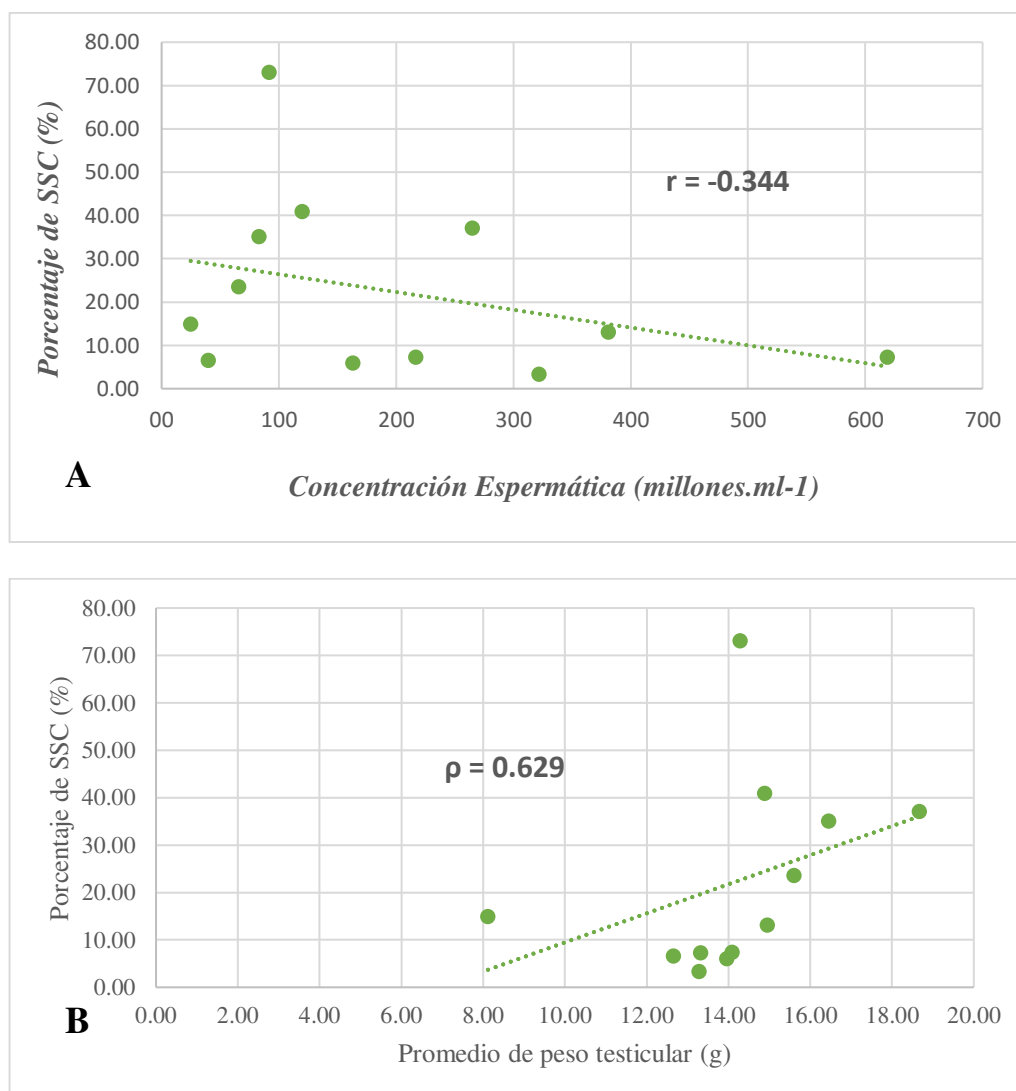 80.00
70.00
60.00
50.00
40.00
30.00
20.00
10.00
0.00
Porcentaje de SSC (%)
r = -0.344
00 100 200 300 400 500 600 700
A
Concentración Espermática (millones.ml-1)
80.00
70.00
60.00
50.00
40.00
30.00
20.00
10.00
0.00
Porcentaje de SSC (%)
ρ = 0.629
0.00 2.00 4.00 6.00 8.00 10.00 12.00 14.00 16.00 18.00 20.00
B
Promedio de peso testicular (g)